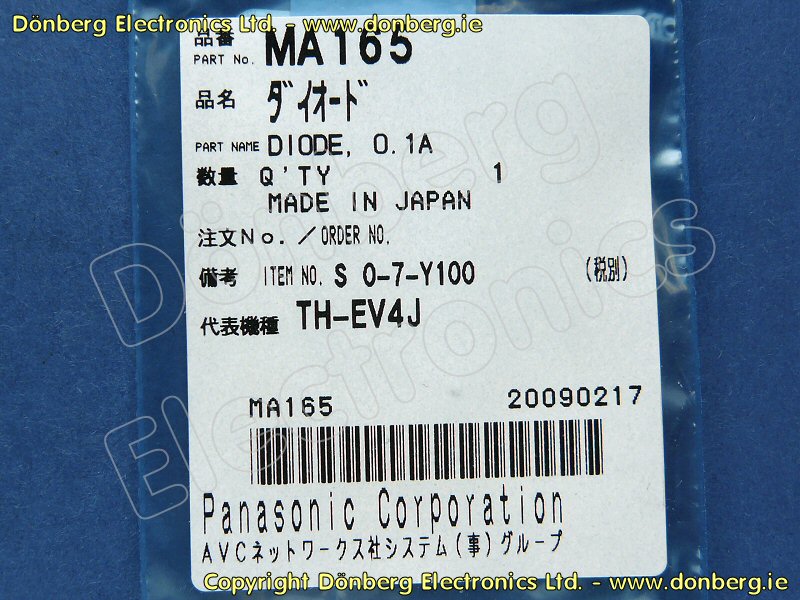 Dönberg Electronics Ltd. - www.dönberg.ie
品番
PART No. MA165
品名 ダイオード
PART NAME DIODE, 0.1A
数量 Q'TY 1
MADE IN JAPAN
注文No./ORDER NO.
備考 ITEM NO. S 0-7-Y100 (税別)
代表機種 TH-EV4J
MA165 20090217
Panasonic Corporation
AVCネットワークス社システム(事)グループ
Dönberg Electronics
Copyright Dönberg Electronics Ltd. - www.dönberg.ie